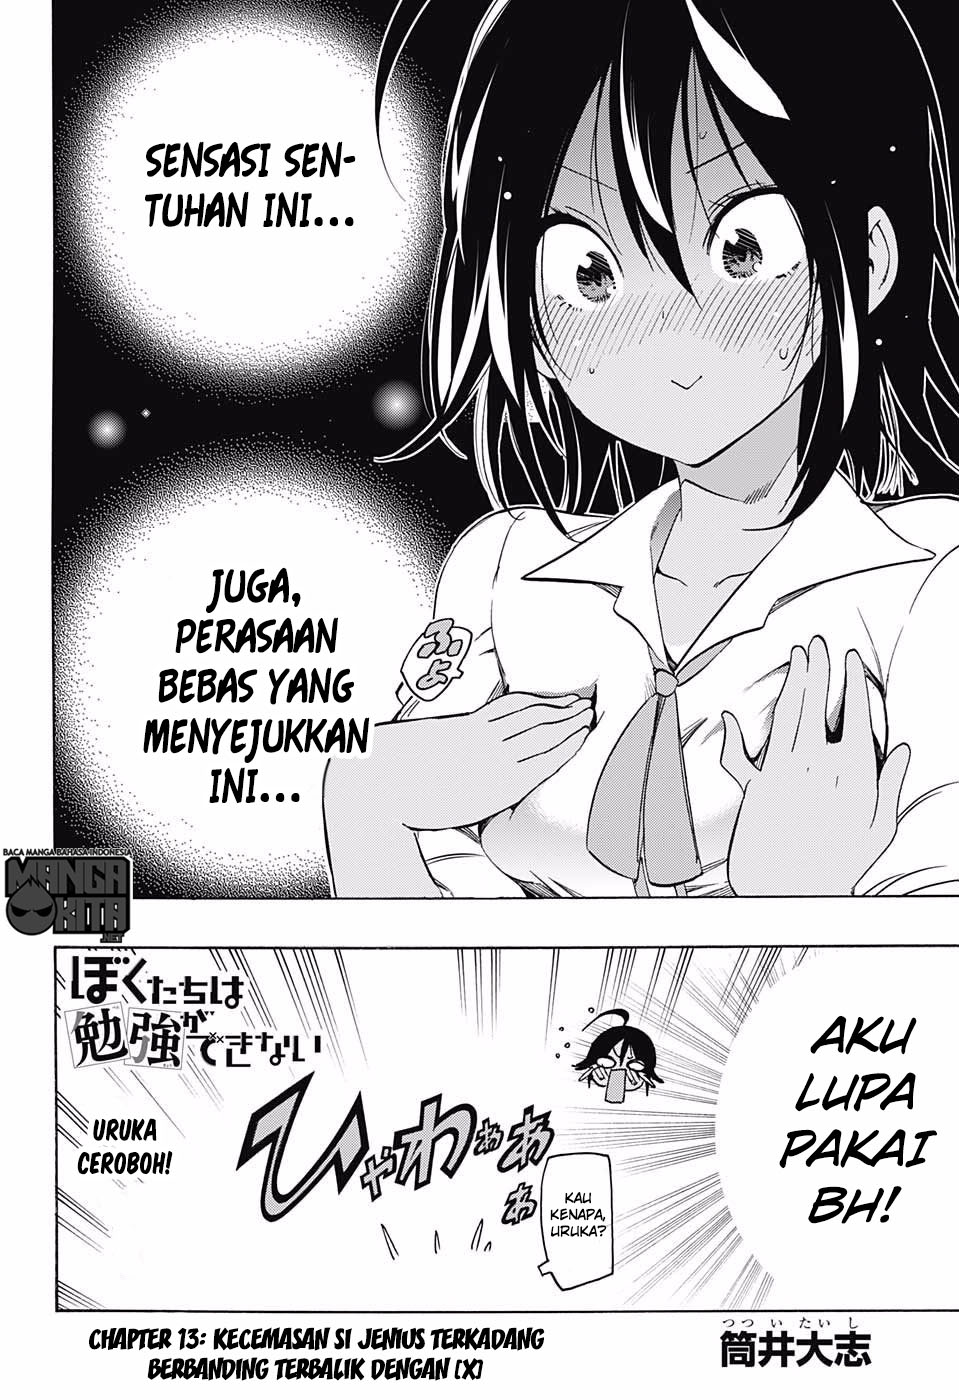 SENSASI SEN-
TUHAN INI...
JUGA,
PERASAAN
BEBAS YANG
MENYEJUKKAN
INI...
ふよ
BACA MANGA BAHASA INDONESIA
MANGA
KITA
.NET
ぼくたちは
勉強が
できない
AKU
LUPA
PAKAI
BH!
URUKA
CEROBOH!
ひゃわぁぁぁ
KAU
KENAPA,
URUKA?
CHAPTER 13: KECEMASAN SI JENIUS TERKADANG
BERBANDING TERBALIK DENGAN [X]
つつ い たい し
筒井大志